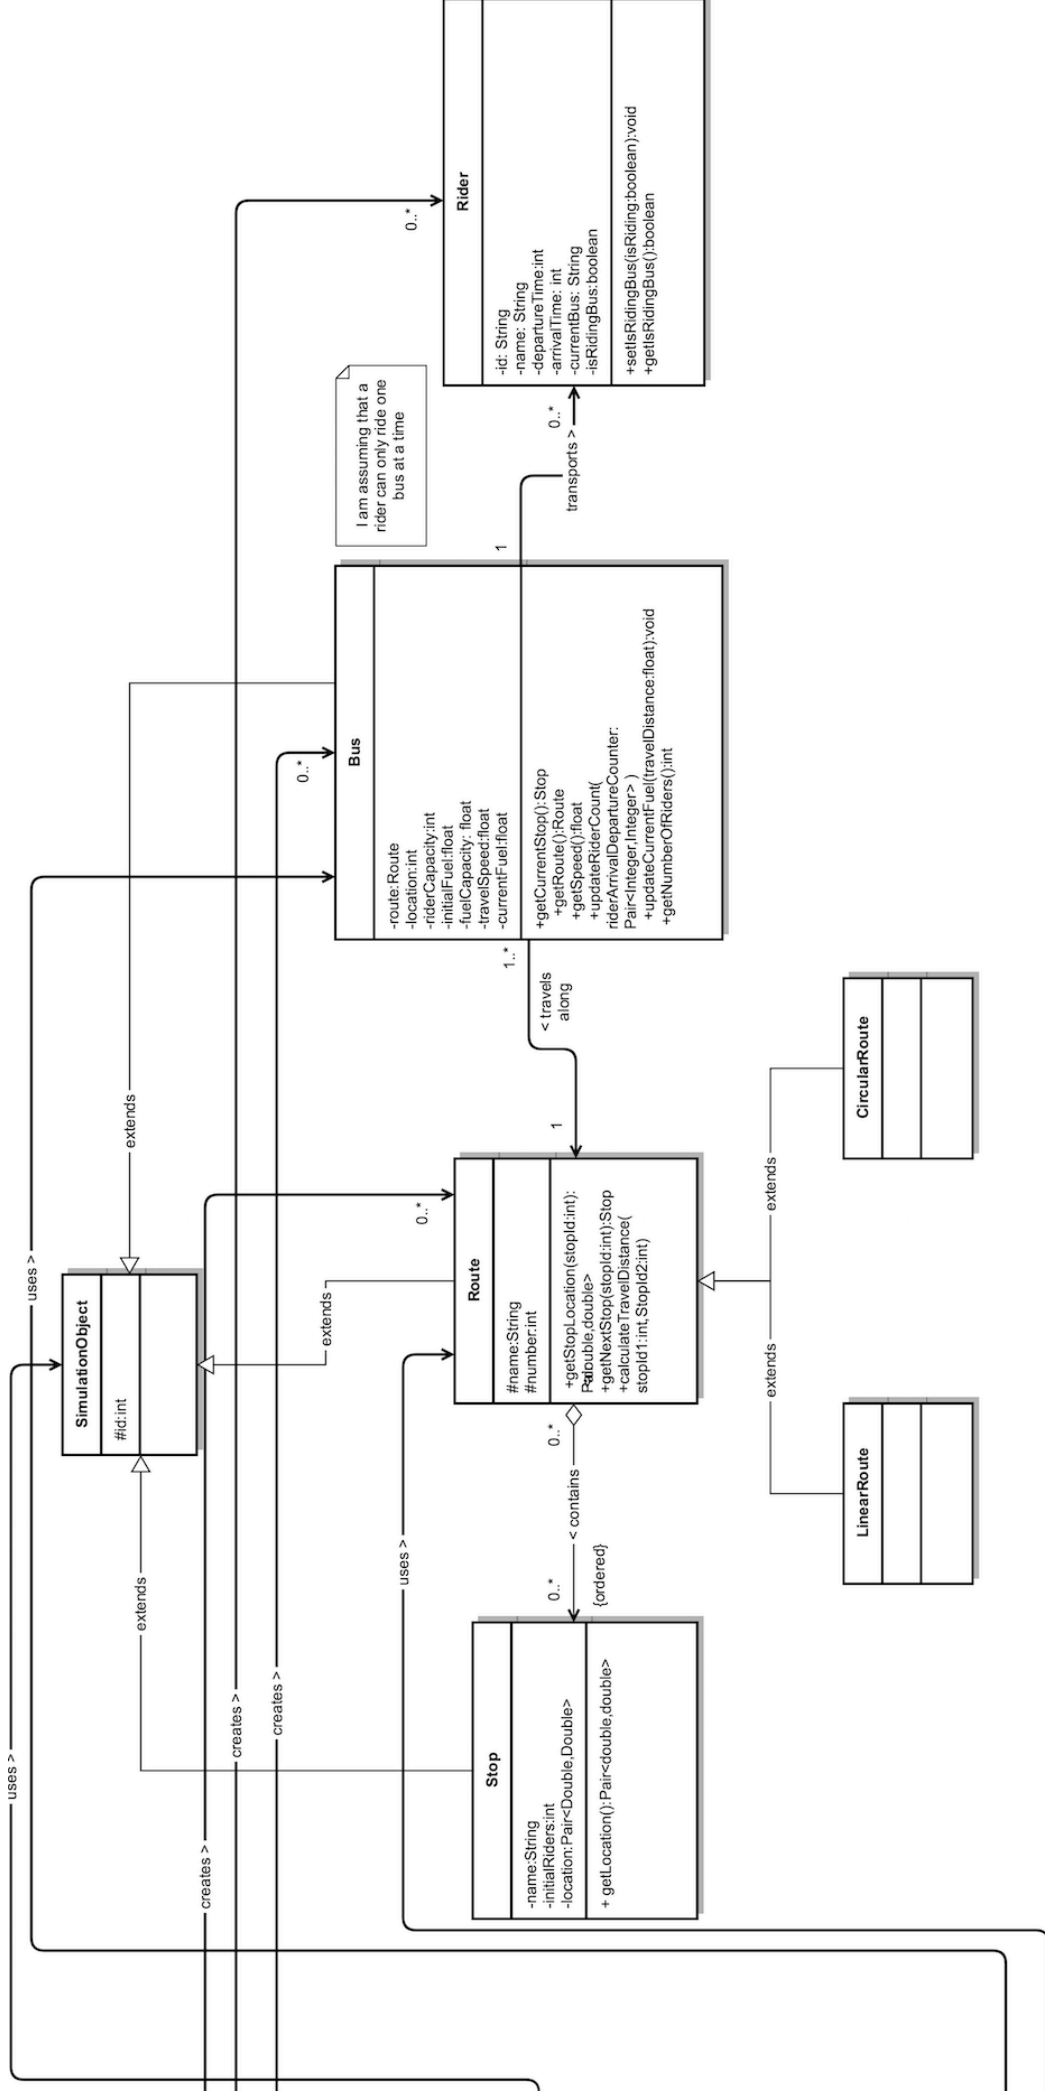 uses >
uses >
creates >
creates >
creates >
uses >
SimulationObject
#id:int
extends
extends
extends
Stop
-name:String
-initialRiders:int
-location:Pair<Double,Double>
+ getLocation():Pair<double,double>
0..*
< contains
0..*
{ordered}
Route
#name:String
#number:int
+getStopLocation(stopId:int):
double,double>
+getNextStop(stopId:int):Stop
+calculateTravelDistance(
stopId1:int,StopId2:int)
0..*
extends
extends
LinearRoute
CircularRoute
1
< travels
along
1..*
Bus
-route:Route
-location:int
-riderCapacity:int
-initialFuel:float
-fuelCapacity: float
-travelSpeed:float
-currentFuel:float
+getCurrentStop():Stop
+getRoute():Route
+getSpeed():float
+updateRiderCount(
riderArrivalDepartureCounter:
Pair<Integer,Integer> )
+updateCurrentFuel(travelDistance:float):void
+getNumberOfRiders():int
0..*
1
transports >
0..*
I am assuming that a
rider can only ride one
bus at a time
Rider
-id: String
-name: String
-departureTime:int
-arrivalTime: int
-currentBus: String
-isRidingBus:boolean
+setIsRidingBus(isRiding:boolean):void
+getIsRidingBus():boolean
0..*